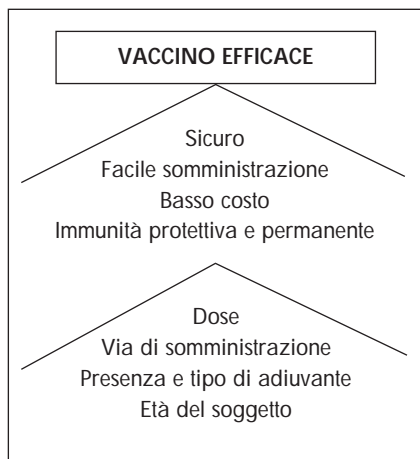 VACCINO EFFICACE
Sicuro
Facile somministrazione
Basso costo
Immunità protettiva e permanente
Dose
Via di somministrazione
Presenza e tipo di adiuvante
Età del soggetto